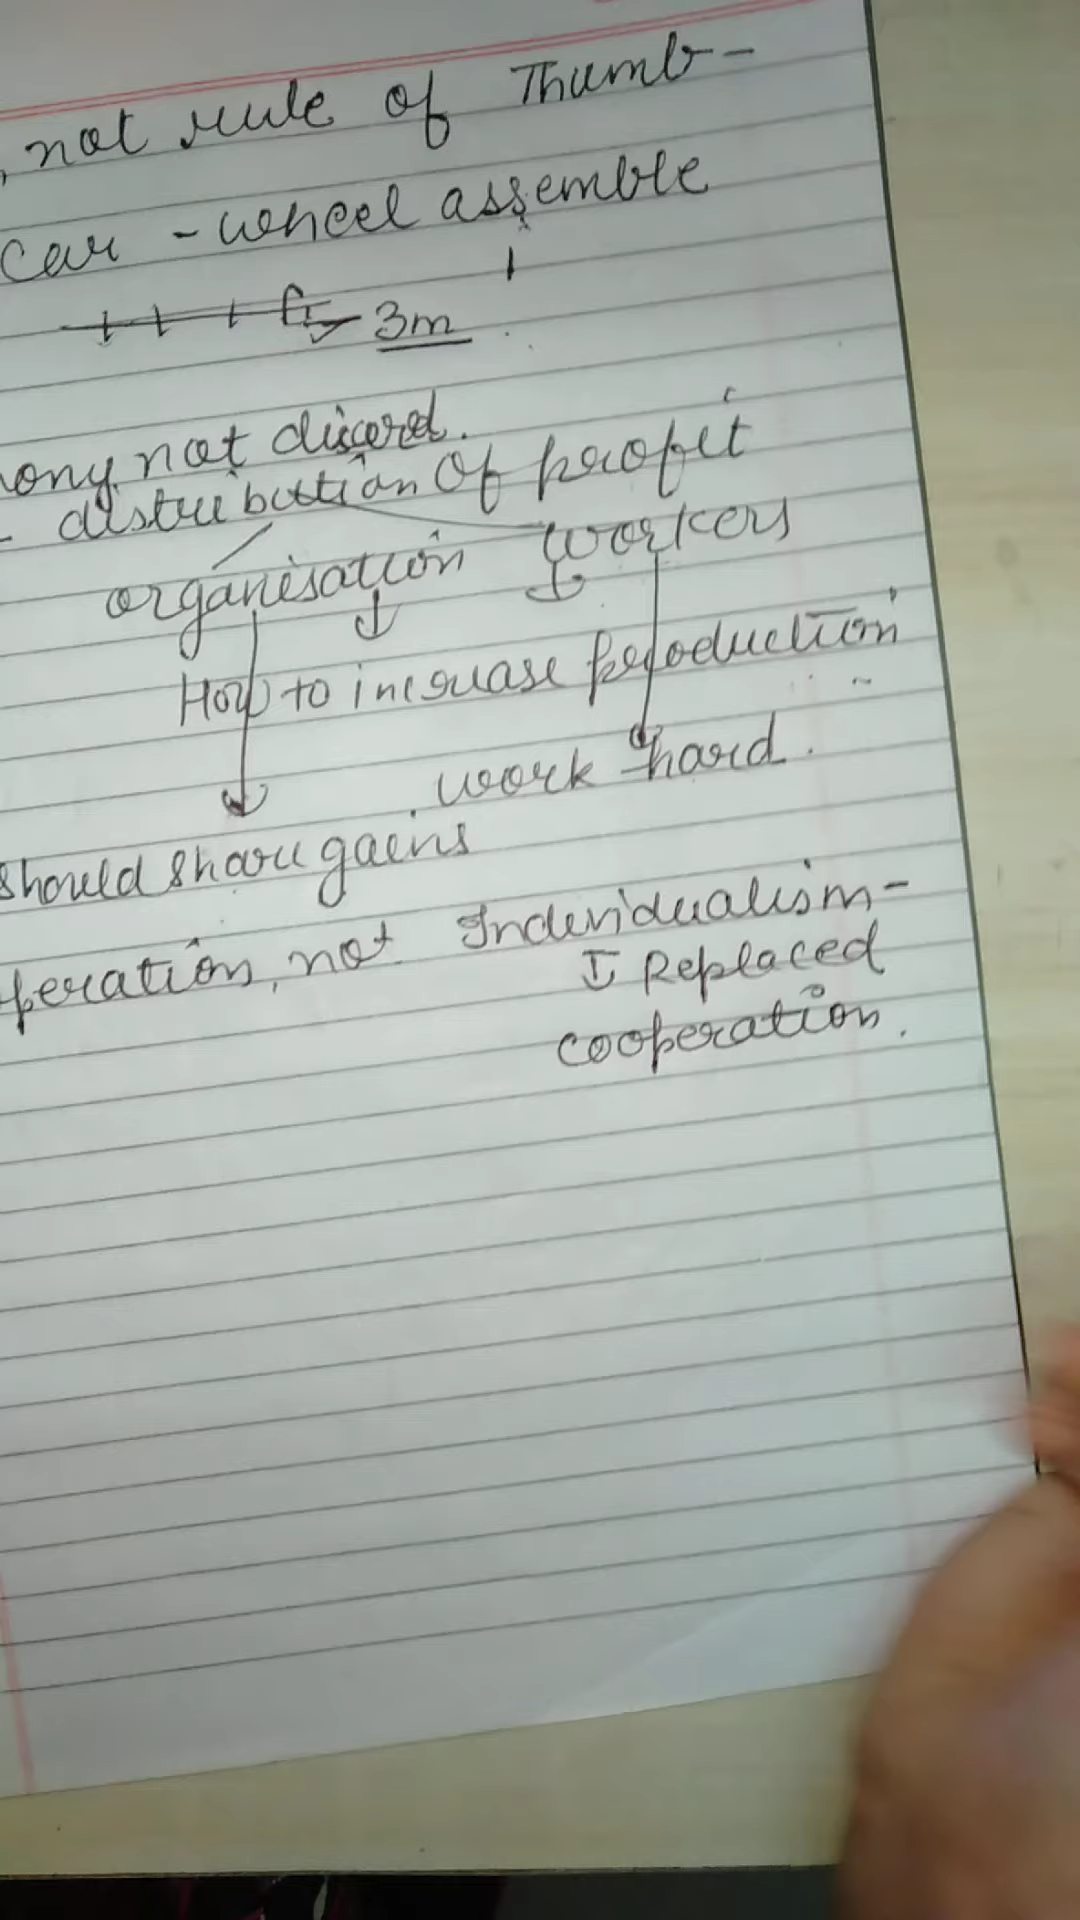 not rule of Thumb -
Car - wheel assemble
3m
not discord.
- distribution of profit
organisation workers
How to increase production
work hard.
should share gains
peration, not Individualism -
Replaced
cooperation.